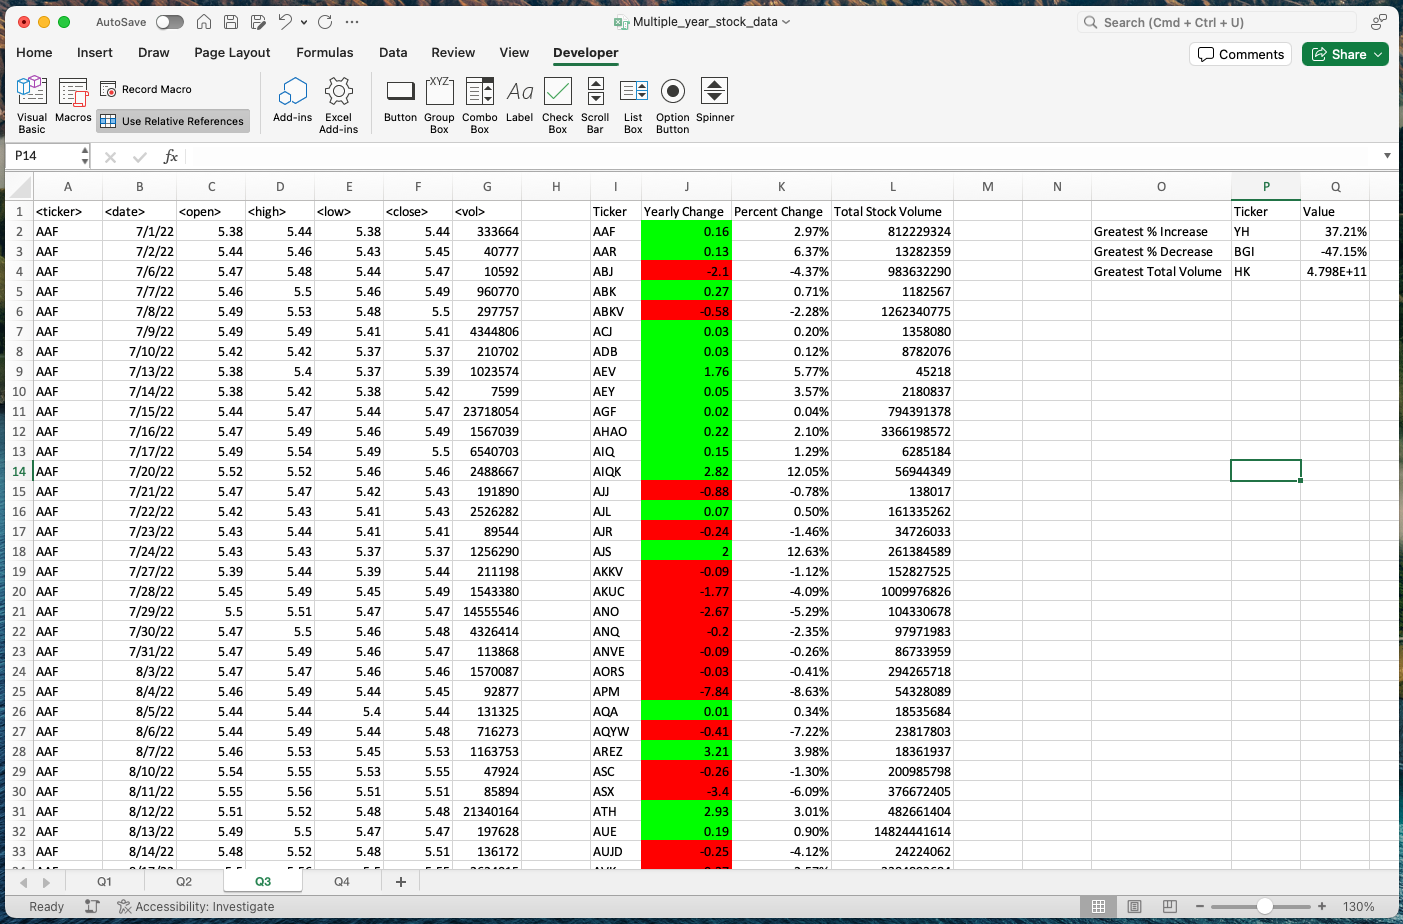 AutoSave
Multiple_year_stock_data
Search (Cmd + Ctrl + U)
Home Insert Draw Page Layout Formulas Data Review View Developer
Comments Share
Visual Basic Macros Record Macro Use Relative References Add-ins Excel Add-ins Button Group Box Combo Box Label Check Box Scroll Bar List Box Option Button Spinner
XYZ Aa
P14 fx
A B C D E F G H I J K L M N O P Q
1 <ticker> <date> <open> <high> <low> <close> <vol> Ticker Yearly Change Percent Change Total Stock Volume Ticker Value
2 AAF 7/1/22 5.38 5.44 5.38 5.44 333664 AAF 0.16 2.97% 812229324 Greatest % Increase YH 37.21%
3 AAF 7/2/22 5.44 5.46 5.43 5.45 40777 AAR 0.13 6.37% 13282359 Greatest % Decrease BGI -47.15%
4 AAF 7/6/22 5.47 5.48 5.44 5.47 10592 ABJ -2.1 -4.37% 983632290 Greatest Total Volume HK 4.798E+11
5 AAF 7/7/22 5.46 5.5 5.46 5.49 960770 ABK 0.27 0.71% 1182567
6 AAF 7/8/22 5.49 5.53 5.48 5.5 297757 ABKV -0.58 -2.28% 1262340775
7 AAF 7/9/22 5.49 5.49 5.41 5.41 4344806 ACJ 0.03 0.20% 1358080
8 AAF 7/10/22 5.42 5.42 5.37 5.37 210702 ADB 0.03 0.12% 8782076
9 AAF 7/13/22 5.38 5.4 5.37 5.39 1023574 AEV 1.76 5.77% 45218
10 AAF 7/14/22 5.38 5.42 5.38 5.42 7599 AEY 0.05 3.57% 2180837
11 AAF 7/15/22 5.44 5.47 5.44 5.47 23718054 AGF 0.02 0.04% 794391378
12 AAF 7/16/22 5.47 5.49 5.46 5.49 1567039 AHAO 0.22 2.10% 3366198572
13 AAF 7/17/22 5.49 5.54 5.49 5.5 6540703 AIQ 0.15 1.29% 6285184
14 AAF 7/20/22 5.52 5.52 5.46 5.46 2488667 AIQK 2.82 12.05% 56944349
15 AAF 7/21/22 5.47 5.47 5.42 5.43 191890 AJJ -0.88 -0.78% 138017
16 AAF 7/22/22 5.42 5.43 5.41 5.43 2526282 AJL 0.07 0.50% 161335262
17 AAF 7/23/22 5.43 5.44 5.41 5.41 89544 AJR -0.24 -1.46% 34726033
18 AAF 7/24/22 5.43 5.43 5.37 5.37 1256290 AJS 2 12.63% 261384589
19 AAF 7/27/22 5.39 5.44 5.39 5.44 211198 AKKV -0.09 -1.12% 152827525
20 AAF 7/28/22 5.45 5.49 5.45 5.49 1543380 AKUC -1.77 -4.09% 1009976826
21 AAF 7/29/22 5.5 5.51 5.47 5.47 14555546 ANO -2.67 -5.29% 104330678
22 AAF 7/30/22 5.47 5.5 5.46 5.48 4326414 ANQ -0.2 -2.35% 97971983
23 AAF 7/31/22 5.47 5.49 5.46 5.47 113868 ANVE -0.09 -0.26% 86733959
24 AAF 8/3/22 5.47 5.47 5.46 5.46 1570087 AORS -0.03 -0.41% 294265718
25 AAF 8/4/22 5.46 5.49 5.44 5.45 92877 APM -7.84 -8.63% 54328089
26 AAF 8/5/22 5.44 5.44 5.4 5.44 131325 AQA 0.01 0.34% 18535684
27 AAF 8/6/22 5.44 5.49 5.44 5.48 716273 AQYW -0.41 -7.22% 23817803
28 AAF 8/7/22 5.46 5.53 5.45 5.53 1163753 AREZ 3.21 3.98% 18361937
29 AAF 8/10/22 5.54 5.55 5.53 5.55 47924 ASC -0.26 -1.30% 200985798
30 AAF 8/11/22 5.55 5.56 5.51 5.51 85894 ASX -3.4 -6.09% 376672405
31 AAF 8/12/22 5.51 5.52 5.48 5.48 21340164 ATH 2.93 3.01% 482661404
32 AAF 8/13/22 5.49 5.5 5.47 5.47 197628 AUE 0.19 0.90% 14824441614
33 AAF 8/14/22 5.48 5.52 5.48 5.51 136172 AUJD -0.25 -4.12% 24224062
Q1 Q2 Q3 Q4
Ready Accessibility: Investigate 130%